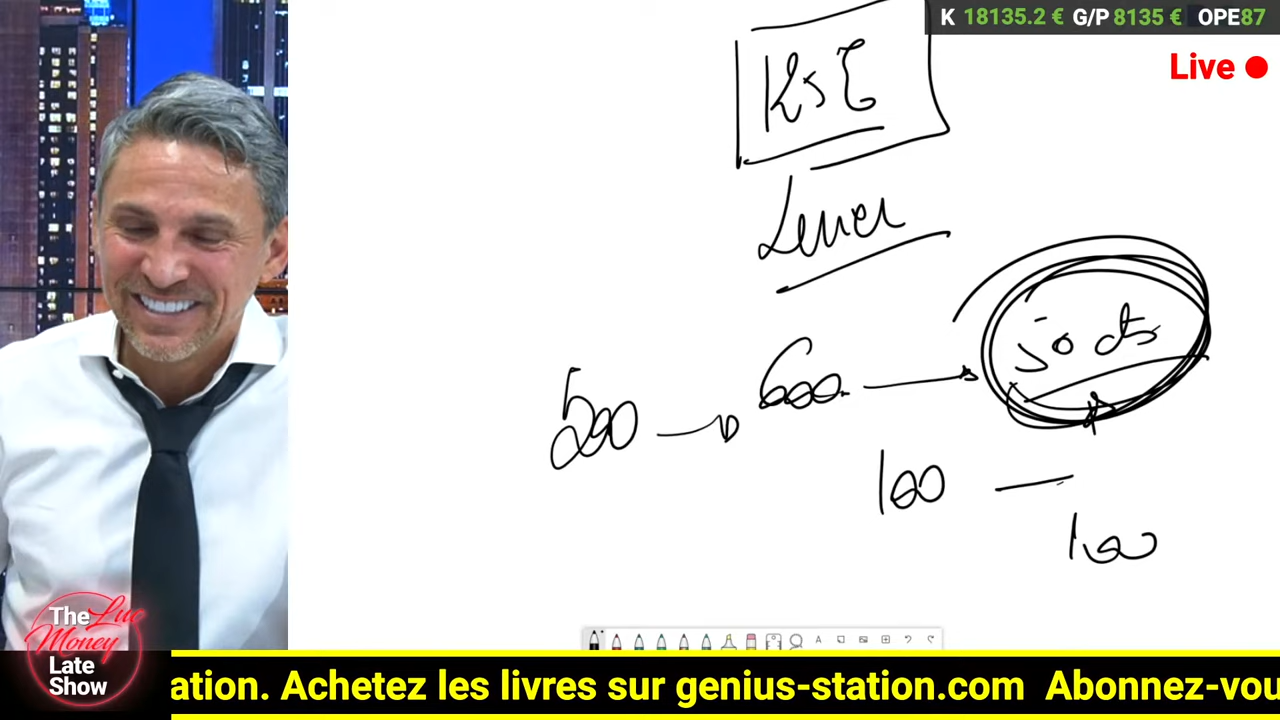 K 18135.2 € G/P 8135 € OPE87
Live
500 → 600 →
100 —
100
The Luc
Money
Late
Show
ation. Achetez les livres sur genius-station.com Abonnez-vou